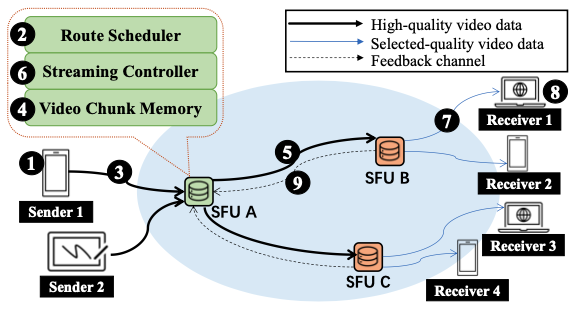 2 Route Scheduler
6 Streaming Controller
4 Video Chunk Memory
High-quality video data
Selected-quality video data
Feedback channel
1
3
5
9
7
8
Sender 1
Sender 2
SFU A
SFU B
SFU C
Receiver 1
Receiver 2
Receiver 3
Receiver 4